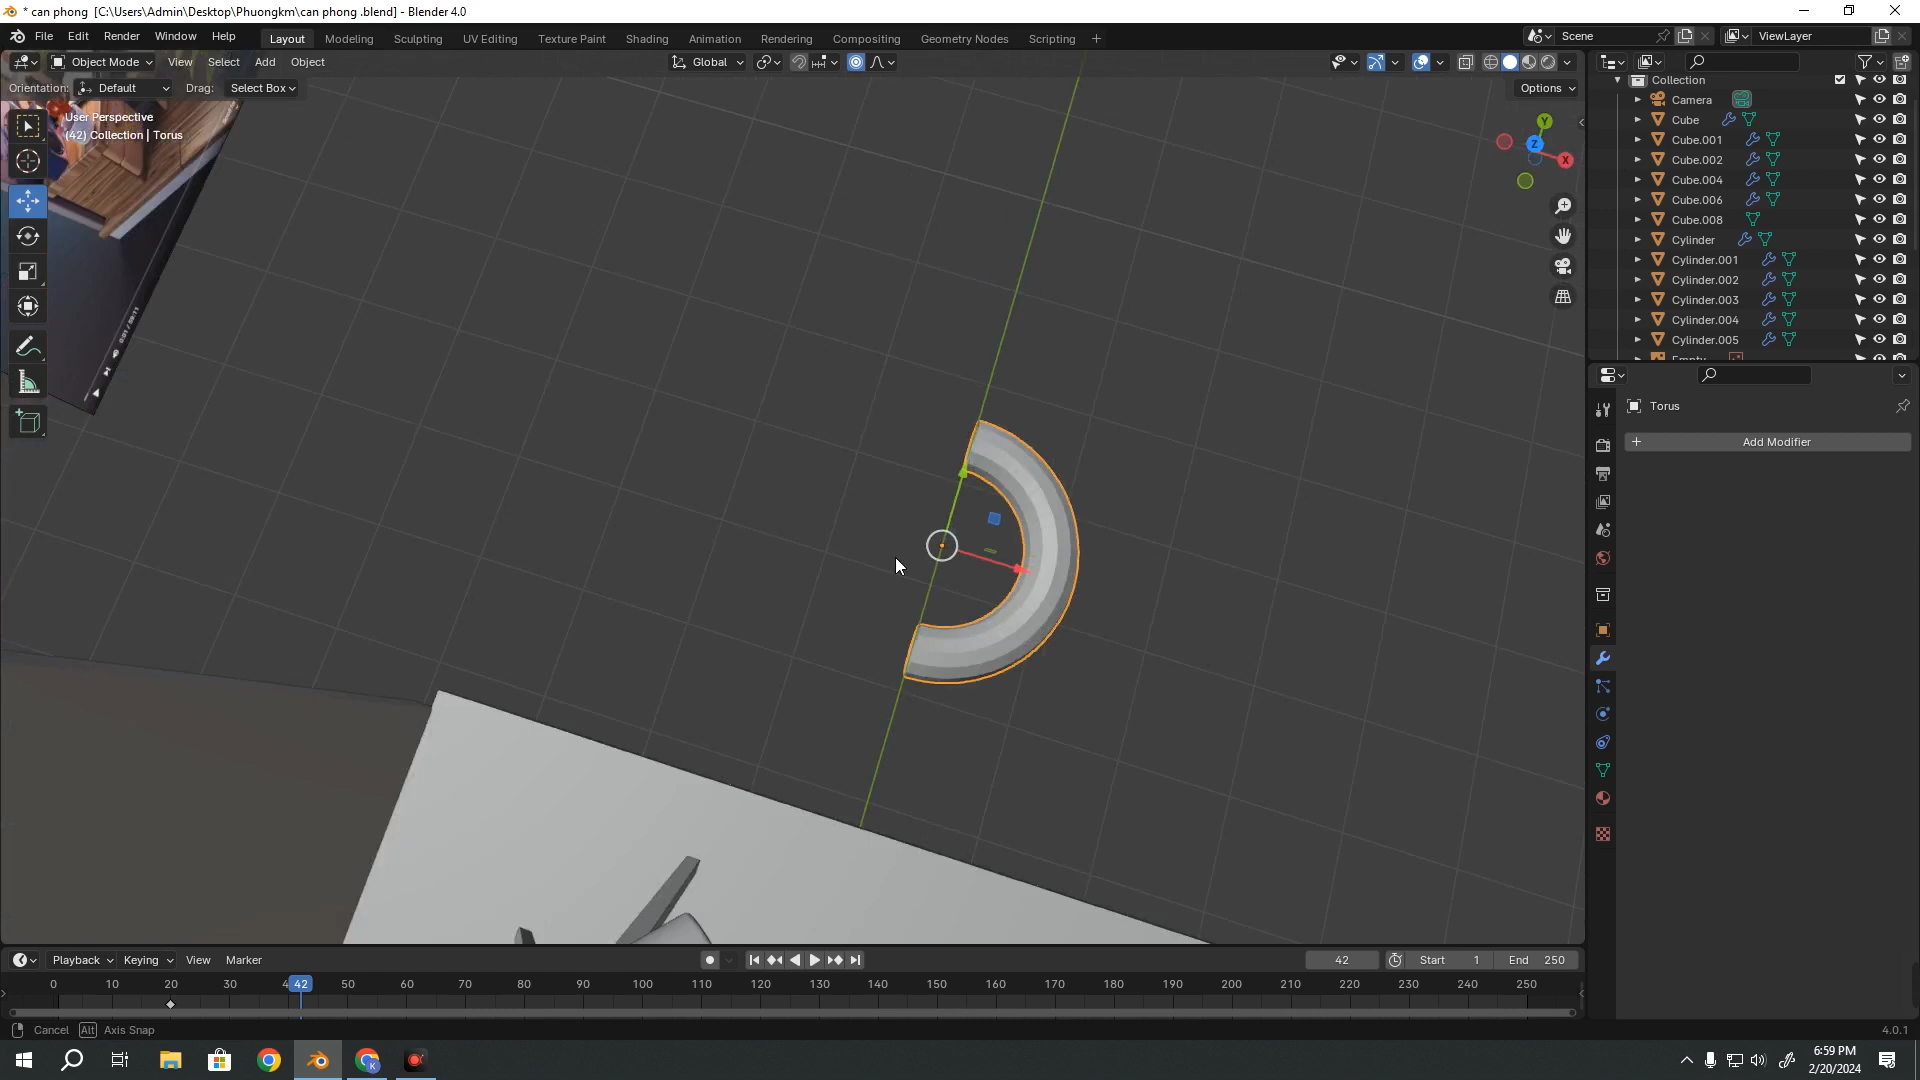 * can phong  [C:\Users\Admin\Desktop\Phuongkm\can phong .blend] - Blender 4.0
File Edit Render Window Help Layout Modeling Sculpting UV Editing Texture Paint Shading Animation Rendering Compositing Geometry Nodes Scripting + Scene ViewLayer
Object Mode View Select Add Object Global
Orientation: Default Drag: Select Box Options
User Perspective
(42) Collection | Torus
Y
Z
X
Collection
Camera
Cube
Cube.001
Cube.002
Cube.004
Cube.006
Cube.008
Cylinder
Cylinder.001
Cylinder.002
Cylinder.003
Cylinder.004
Cylinder.005
Empty
Torus
+ Add Modifier
Playback Keying View Marker 42 Start 1 End 250
0 10 20 30 4 42 50 60 70 80 90 100 110 120 130 140 150 160 170 180 190 200 210 220 230 240 250
Cancel Alt Axis Snap 4.0.1
K
6:59 PM
2/20/2024